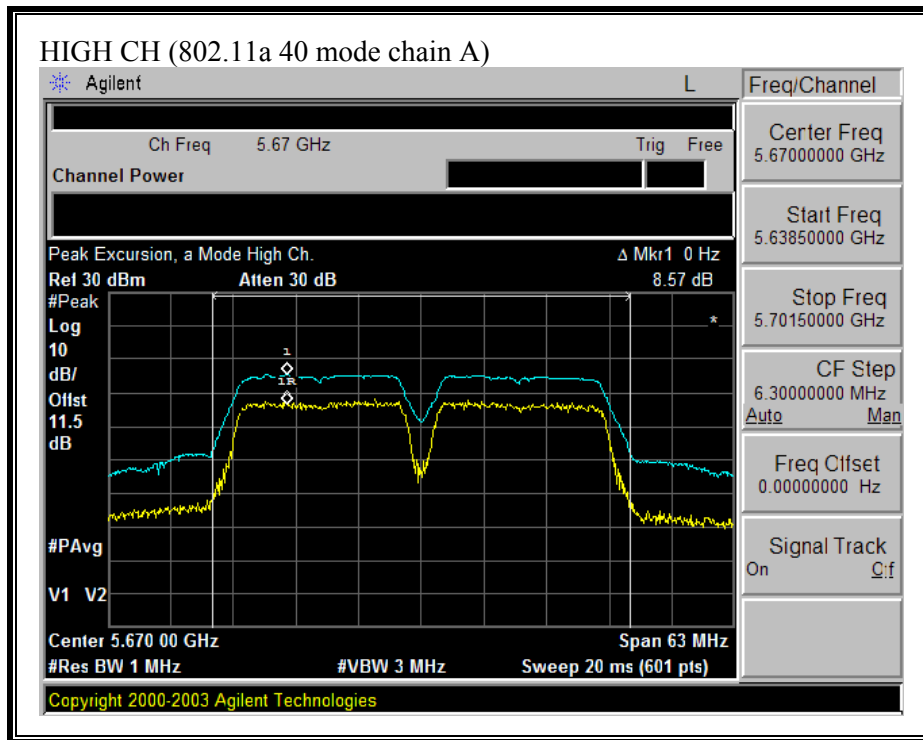 HIGH CH (802.11a 40 mode chain A)
Agilent L Freq/Channel
Ch Freq 5.67 GHz Trig Free
Channel Power
Center Freq
5.67000000 GHz
Start Freq
5.63850000 GHz
Peak Excursion, a Mode High Ch. Δ Mkr1 0 Hz
Ref 30 dBm Atten 30 dB 8.57 dB
Stop Freq
5.70150000 GHz
#Peak
Log
10
dB/
Offst
11.5
dB
*
1
1R
CF Step
6.30000000 MHz
Auto Man
Freq Offset
0.00000000 Hz
#PAvg
Signal Track
On Off
V1 V2
Center 5.670 00 GHz Span 63 MHz
#Res BW 1 MHz #VBW 3 MHz Sweep 20 ms (601 pts)
Copyright 2000-2003 Agilent Technologies